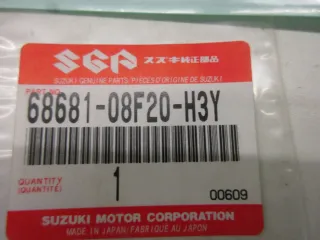 SGP スズキ純正部品
SUZUKI GENUINE PARTS/PIÈCES D'ORIGINE DE SUZUKI
PART NO.
68681-08F20-H3Y
QUANTITY
(QUANTITÉ)
1
00609
SUZUKI MOTOR CORPORATION
MADE IN JAPAN/FABRIQUÉ AU JAPON